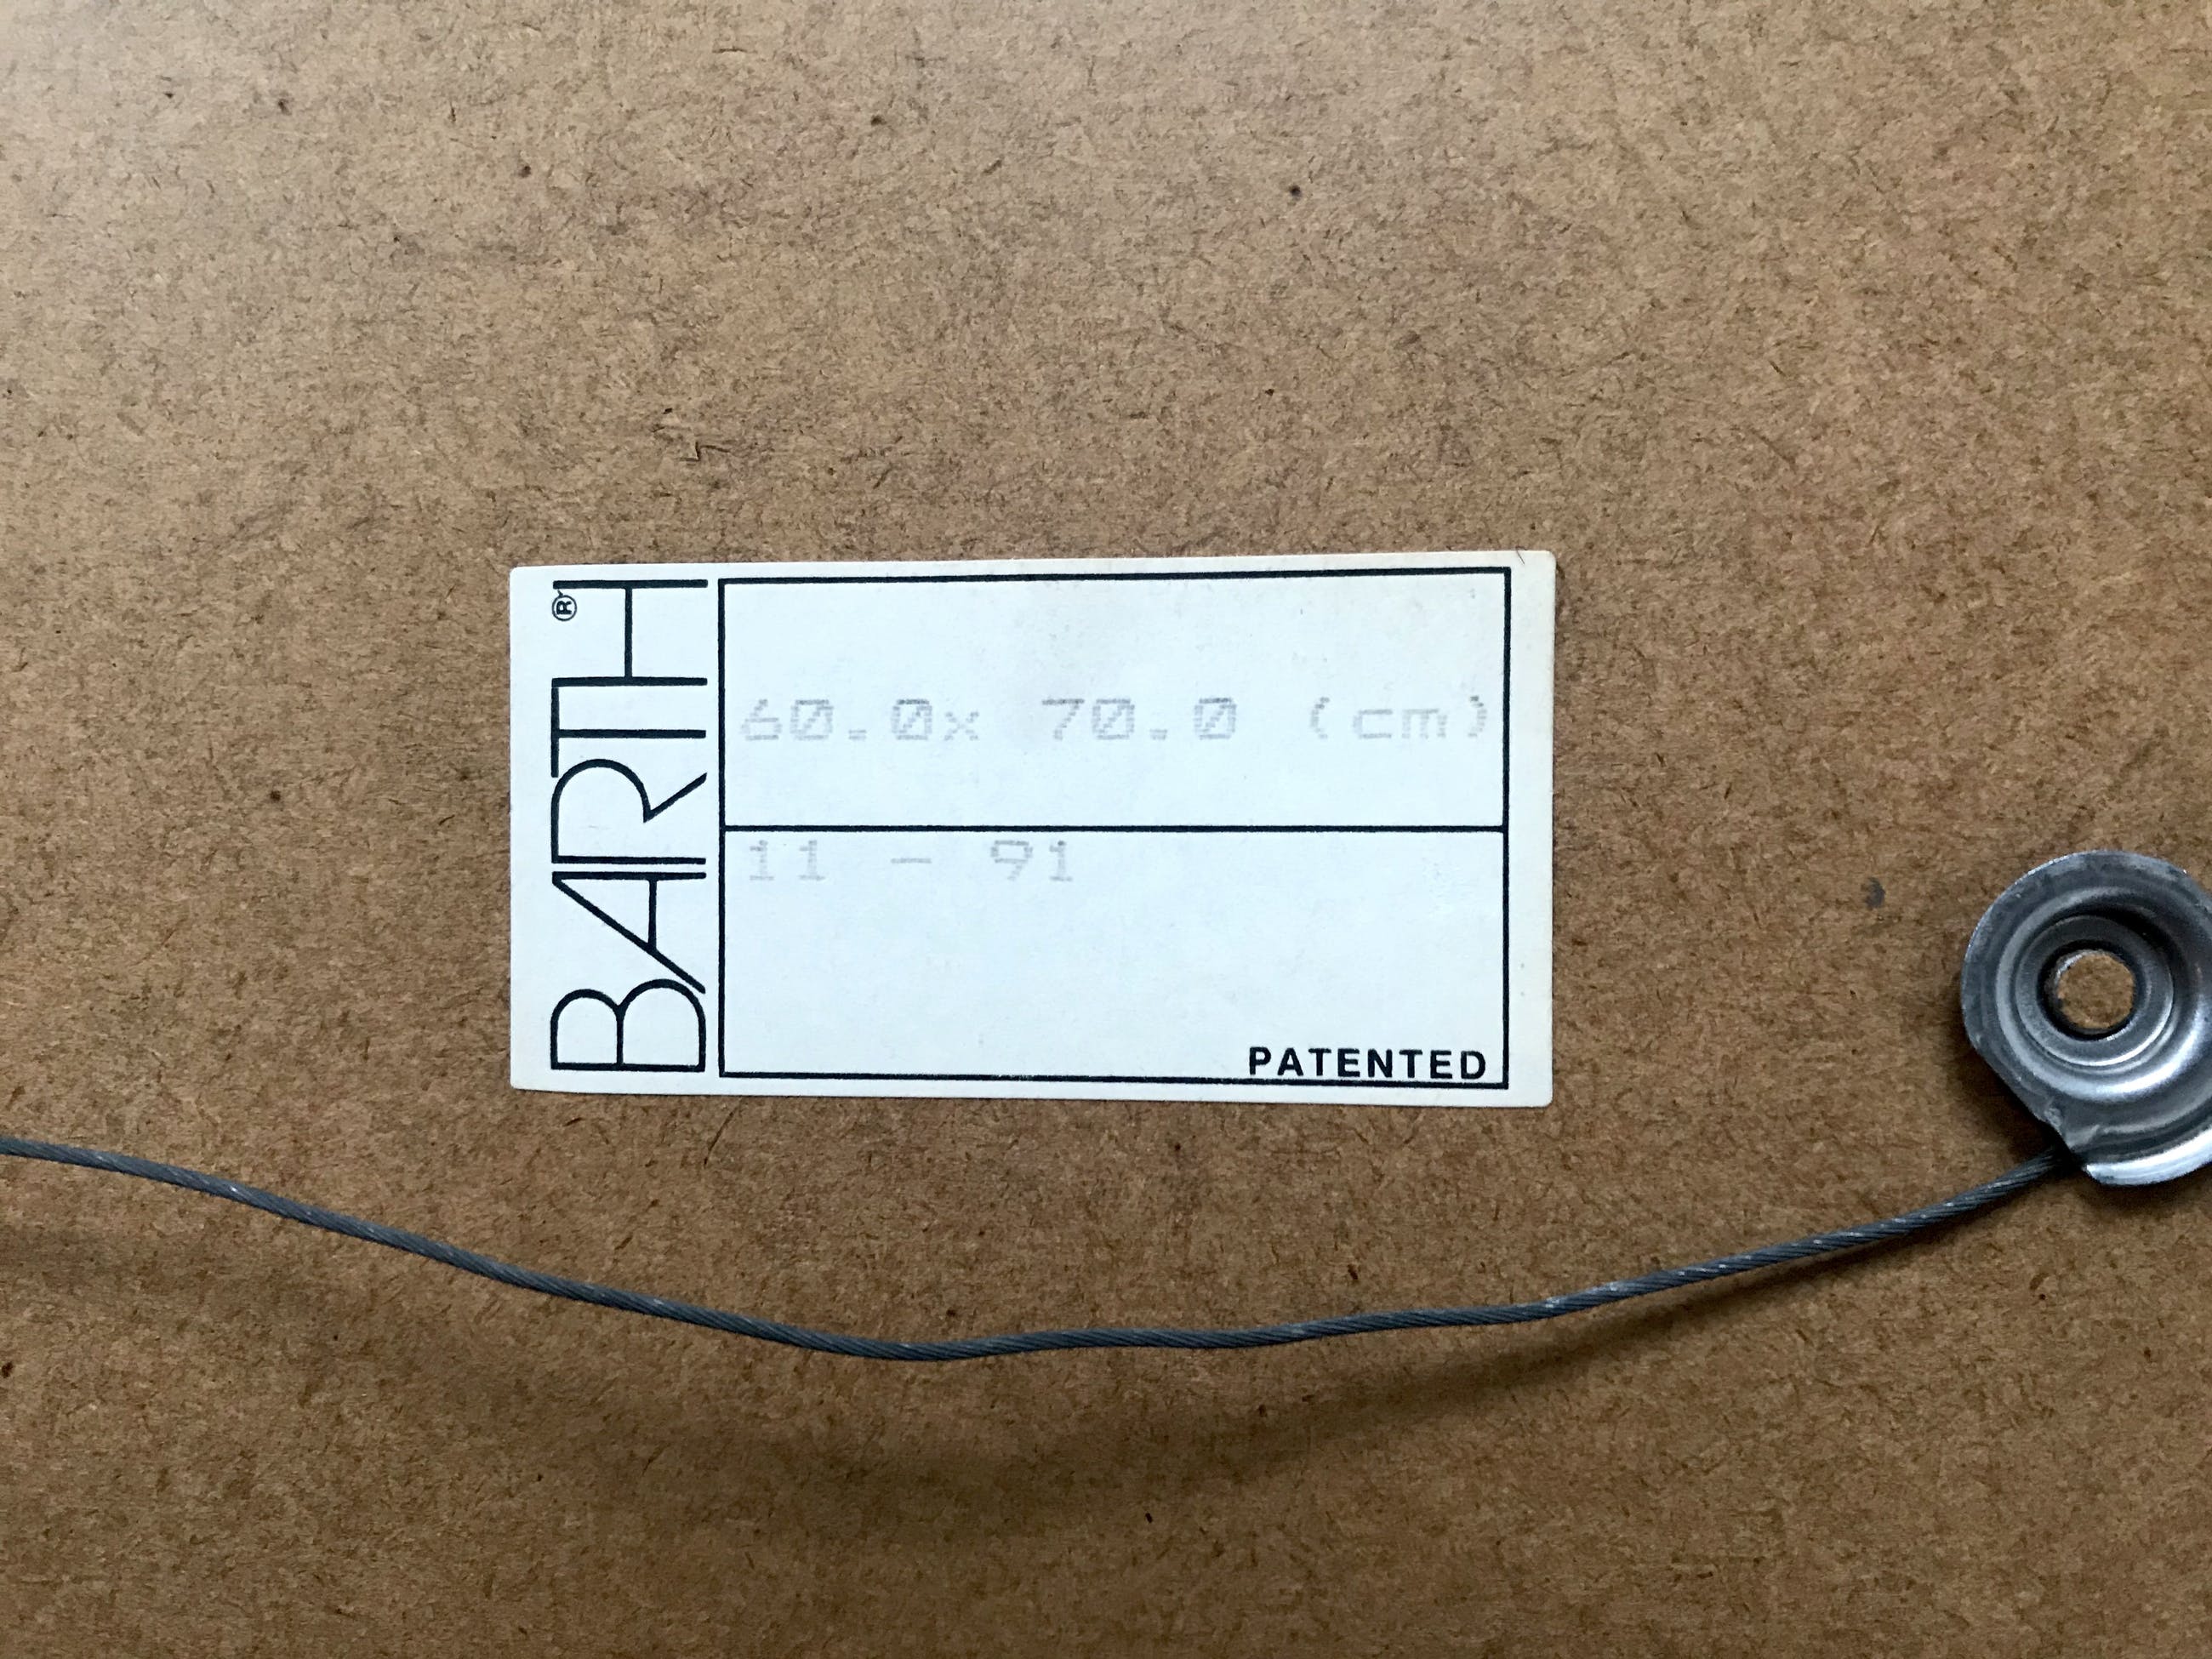 BARTH®
60.0x 70.0 (cm)
11 - 91
PATENTED